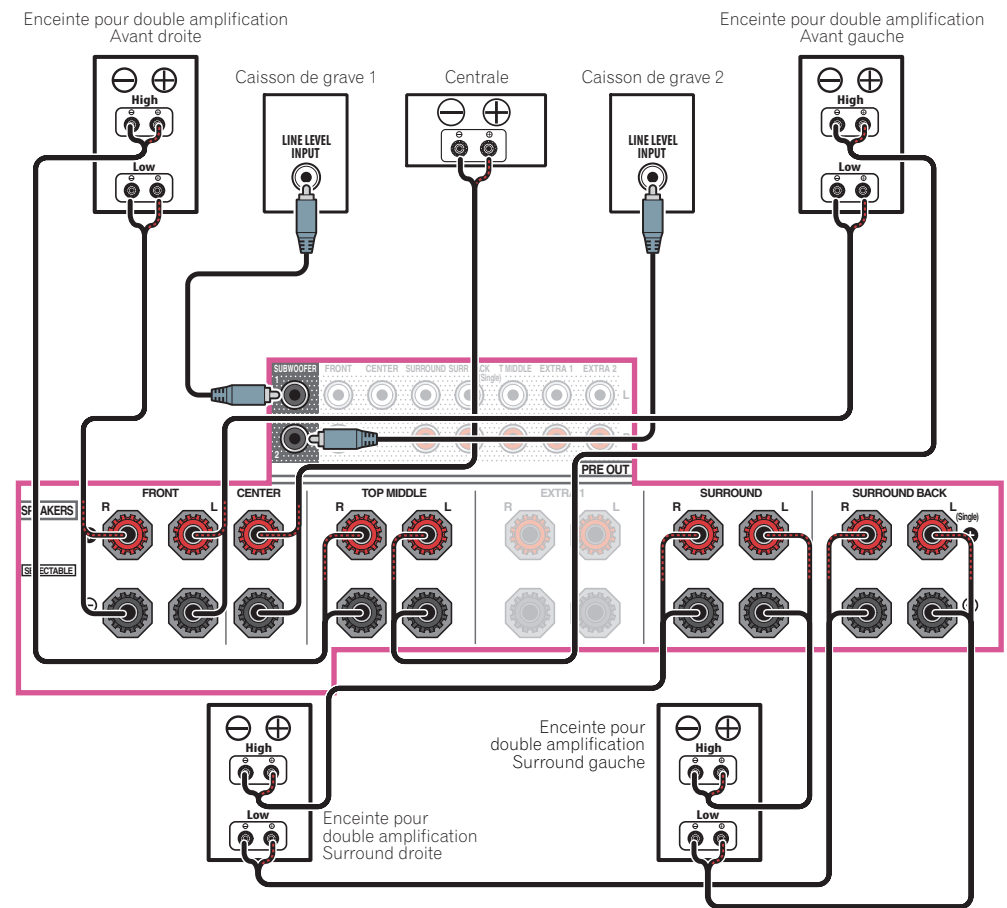 Enceinte pour double amplification
Avant droite
Enceinte pour double amplification
Avant gauche
Caisson de grave 1
Centrale
Caisson de grave 2
High
Low
LINE LEVEL
INPUT
LINE LEVEL
INPUT
High
Low
SUBWOOFER
FRONT
CENTER
SURROUND
(Single)
T MIDDLE
EXTRA 1
EXTRA 2
1
L
2
PRE OUT
SPEAKERS
FRONT
CENTER
TOP MIDDLE
SURROUND
SURROUND BACK
R
L
R
L
R
R
L
R
L
(Single)
SELECTABLE
High
Low
Enceinte pour
double amplification
Surround droite
Enceinte pour
double amplification
Surround gauche
High
Low